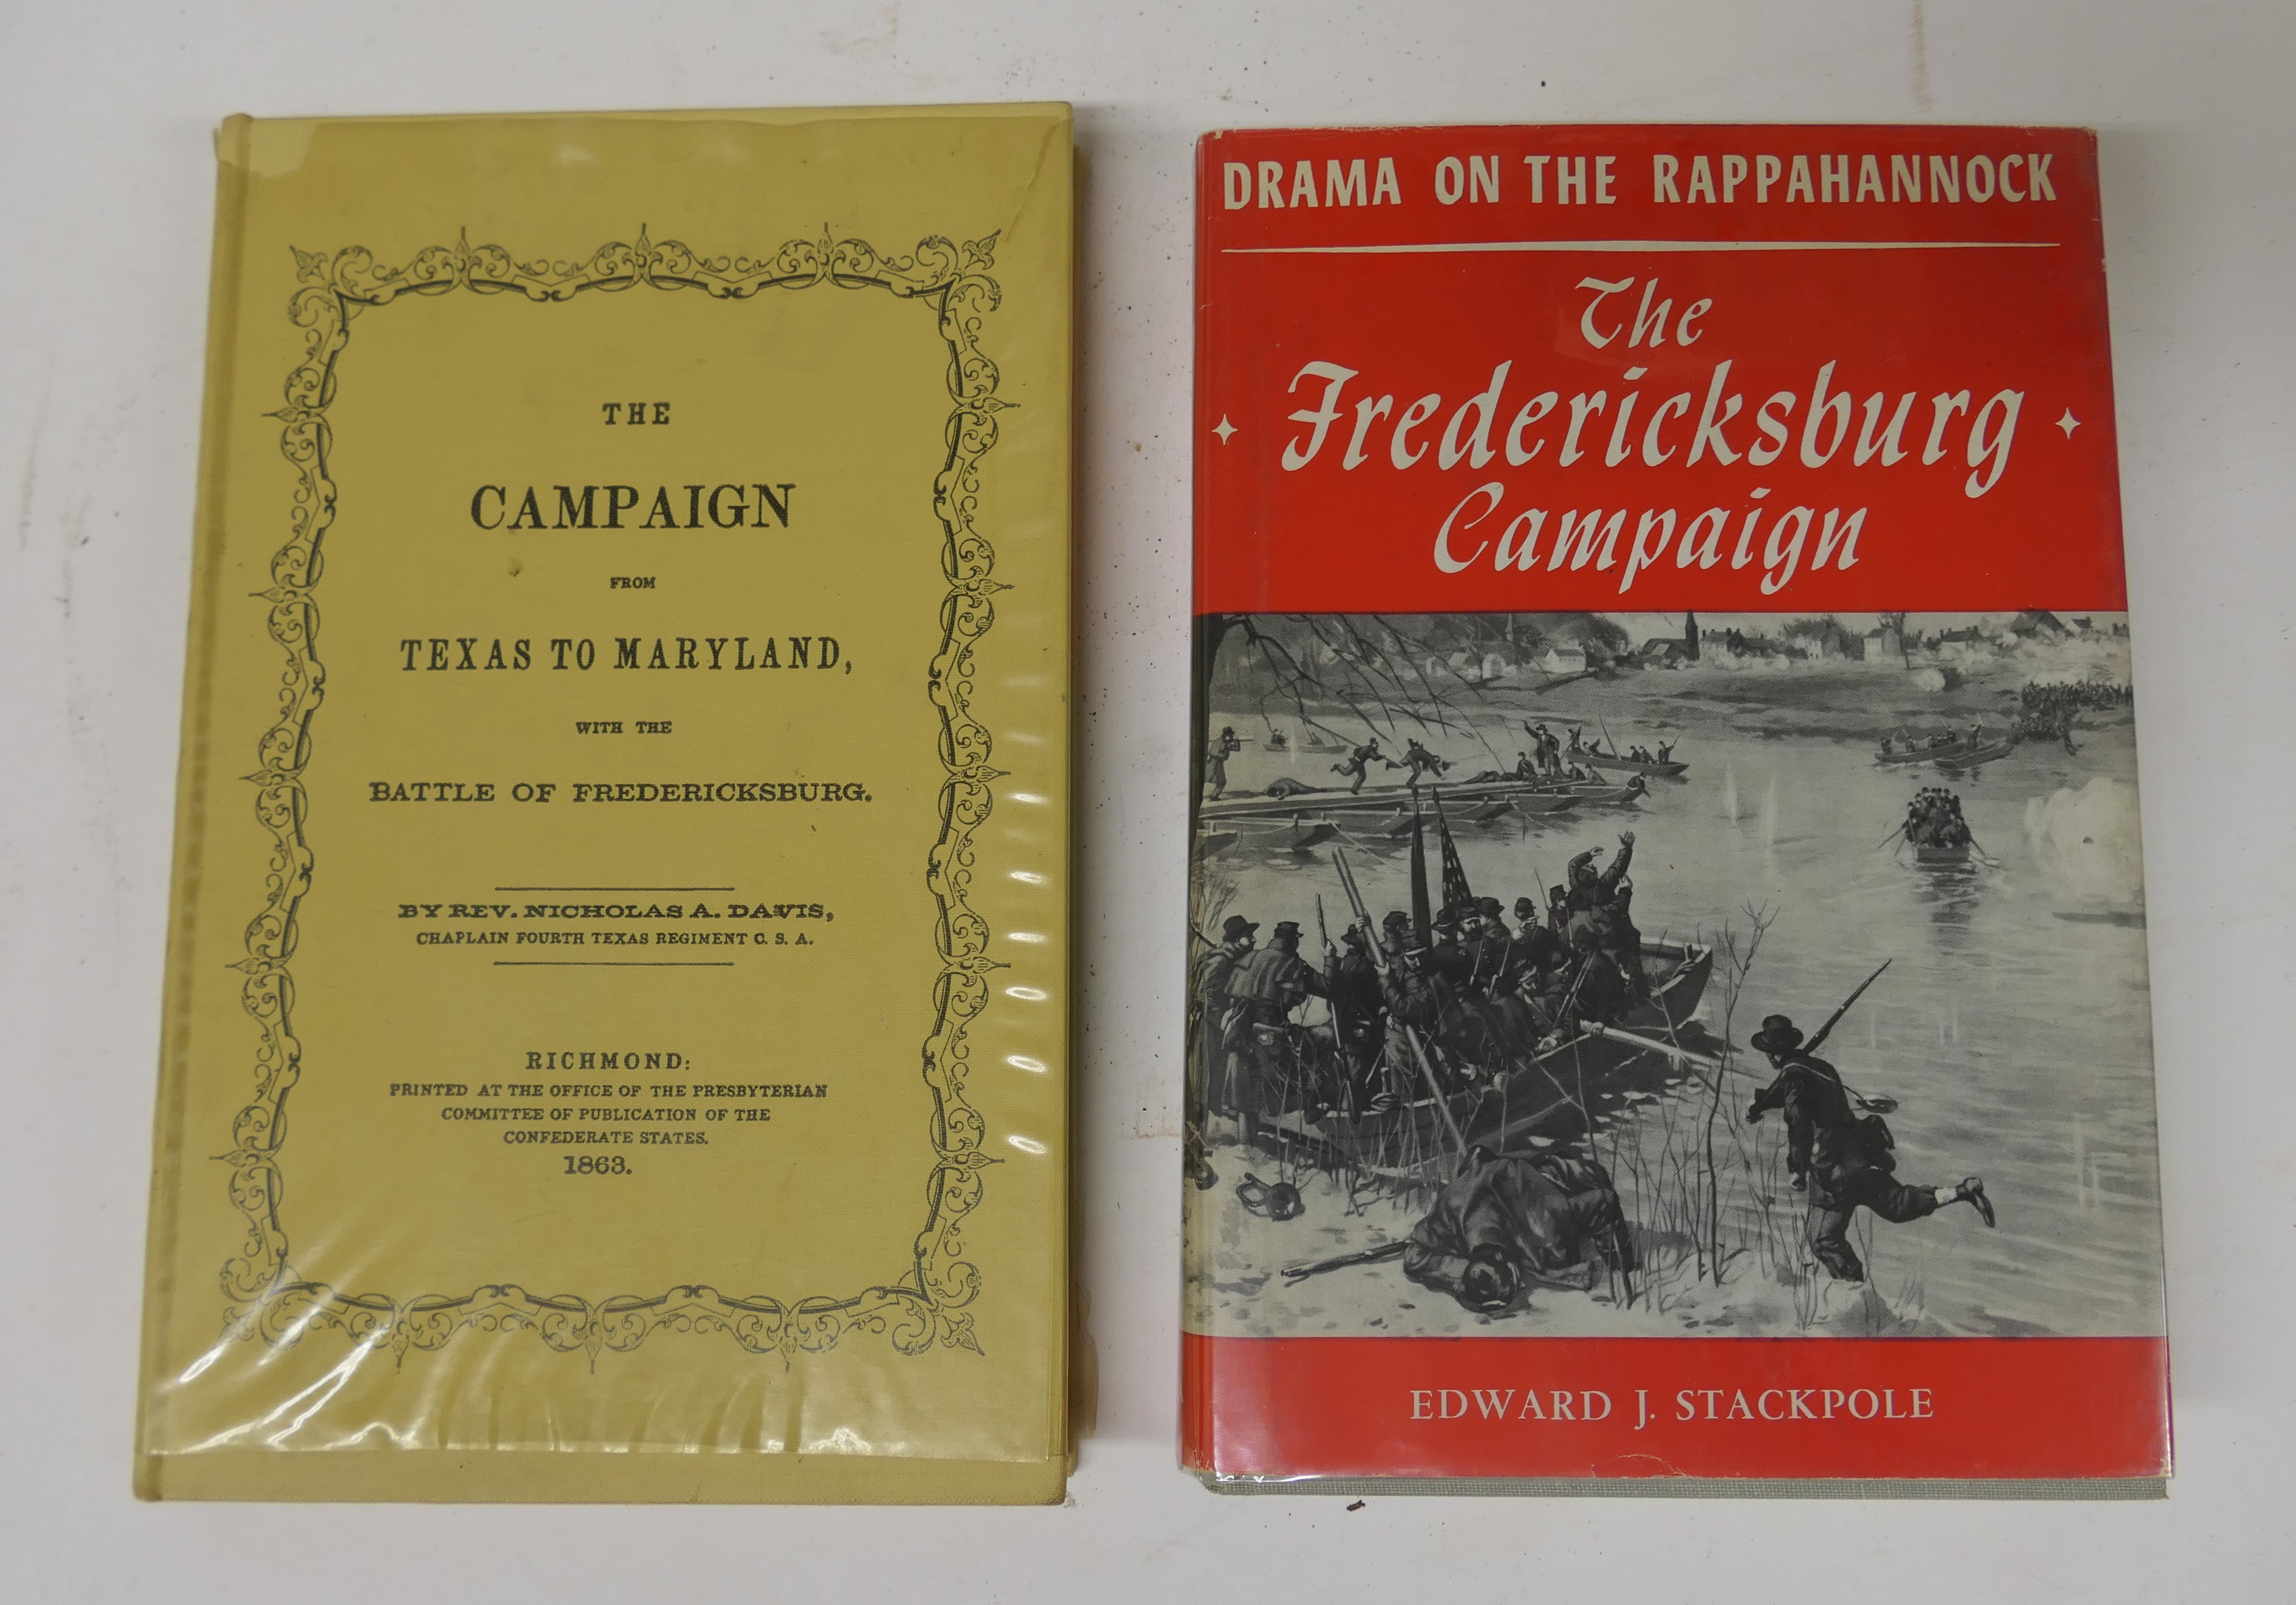 THE
CAMPAIGN
FROM
TEXAS TO MARYLAND,
WITH THE
BATTLE OF FREDERICKSBURG.
BY REV. NICHOLAS A. DAVIS,
CHAPLAIN FOURTH TEXAS REGIMENT C. S. A.
RICHMOND:
PRINTED AT THE OFFICE OF THE PRESBYTERIAN
COMMITTEE OF PUBLICATION OF THE
CONFEDERATE STATES.
1863.
DRAMA ON THE RAPPAHANNOCK
The
Fredericksburg
Campaign
EDWARD J. STACKPOLE